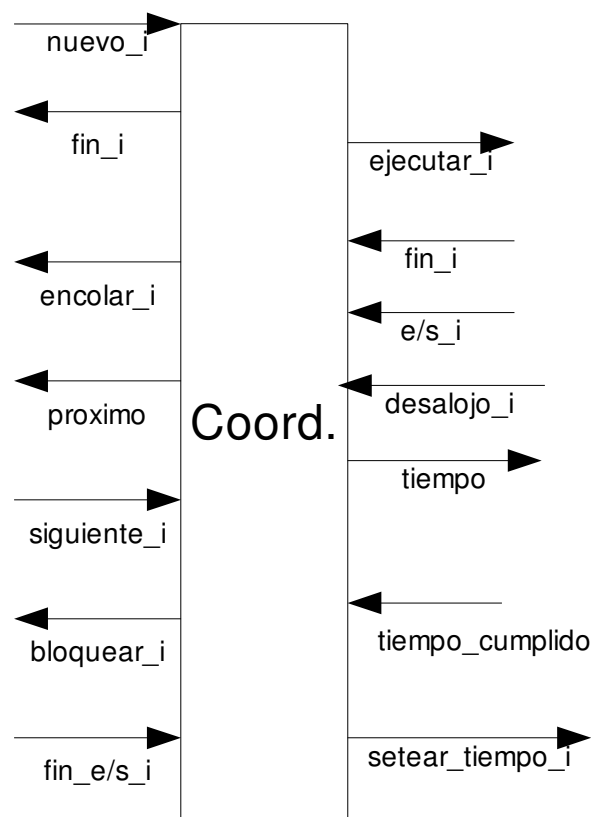 nuevo_i
fin_i
ejecutar_i
fin_i
encolar_i
e/s_i
proximo
desalojo_i
Coord.
tiempo
siguiente_i
bloquear_i
tiempo_cumplido
fin_e/s_i
setear_tiempo_i